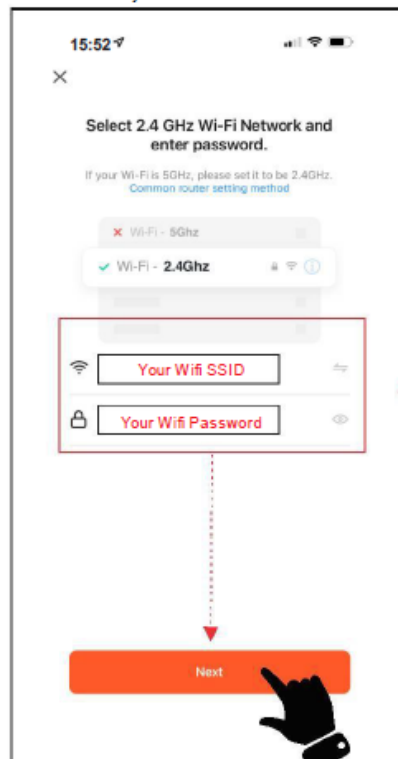 15:52
Select 2.4 GHz Wi-Fi Network and
enter password.
If your Wi-Fi is 5GHz, please set it to be 2.4GHz.
Common router setting method
Wi-Fi - 5Ghz
Wi-Fi - 2.4Ghz
Your Wifi SSID
Your Wifi Password
Next